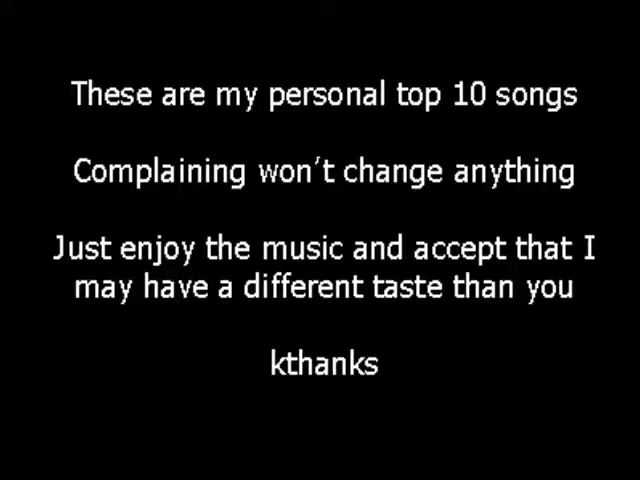 These are my personal top 10 songs
Complaining won’t change anything
Just enjoy the music and accept that I
may have a different taste than you
kthanks